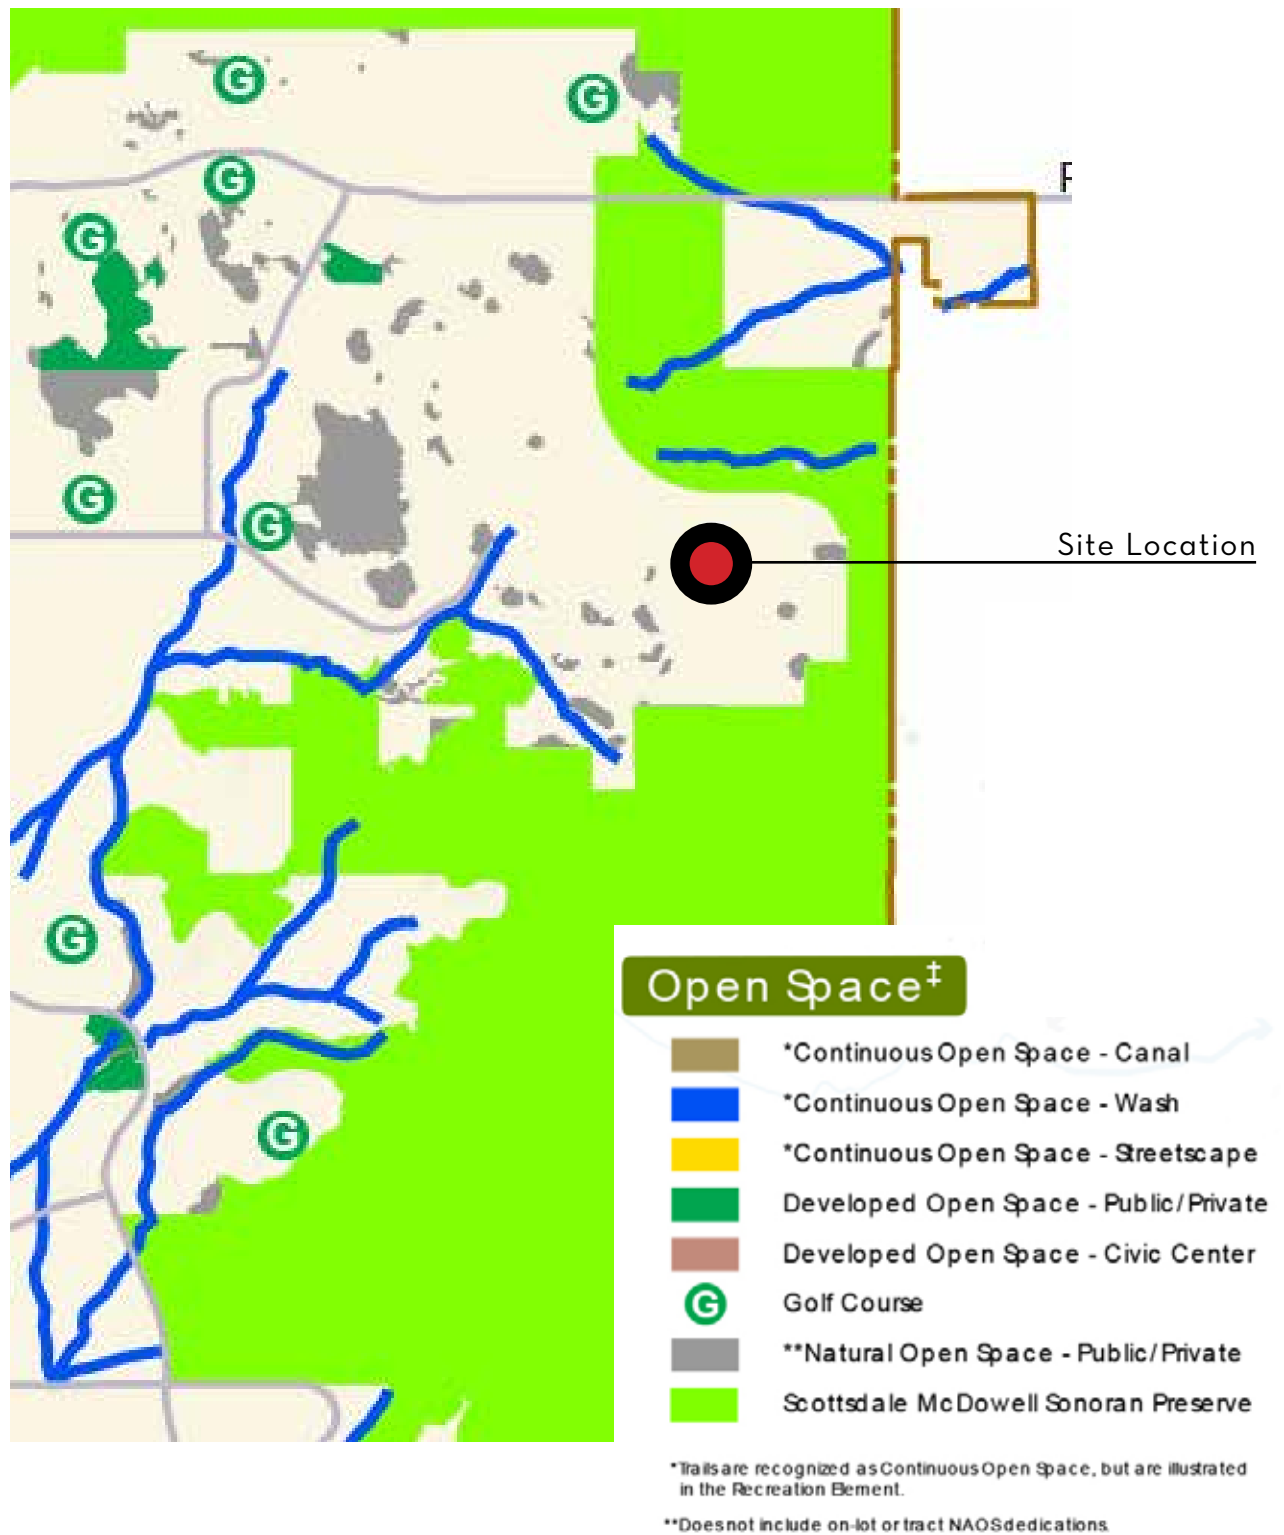 G
G
G
G
Site Location
G
G
G
G
Open Space‡
*Continuous Open Space - Canal
*Continuous Open Space - Wash
*Continuous Open Space - Streetscape
Developed Open Space - Public/Private
Developed Open Space - Civic Center
G Golf Course
**Natural Open Space - Public/Private
Scottsdale McDowell Sonoran Preserve
*Trails are recognized as Continuous Open Space, but are illustrated
in the Recreation Element.
**Does not include on-lot or tract NAOS dedications.